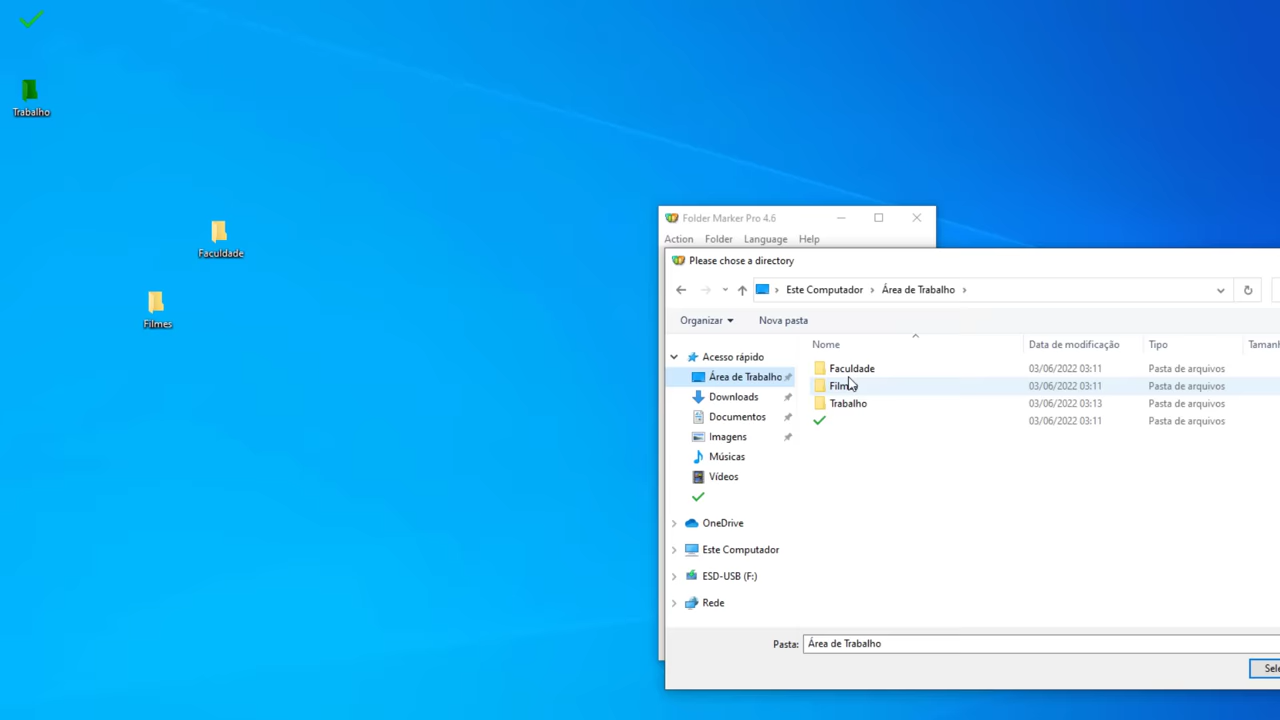 Trabalho
Faculdade
Filmes
Folder Marker Pro 4.6
Action Folder Language Help
Please chose a directory
Este Computador Área de Trabalho
Organizar Nova pasta
Nome Data de modificação Tipo
Acesso rápido
Área de Trabalho
Downloads
Documentos
Imagens
Músicas
Vídeos
OneDrive
Este Computador
ESD-USB (F:)
Rede
Faculdade 03/06/2022 03:11 Pasta de arquivos
03/06/2022 03:11 Pasta de arquivos
Trabalho 03/06/2022 03:13 Pasta de arquivos
03/06/2022 03:11 Pasta de arquivos
Pasta: Área de Trabalho